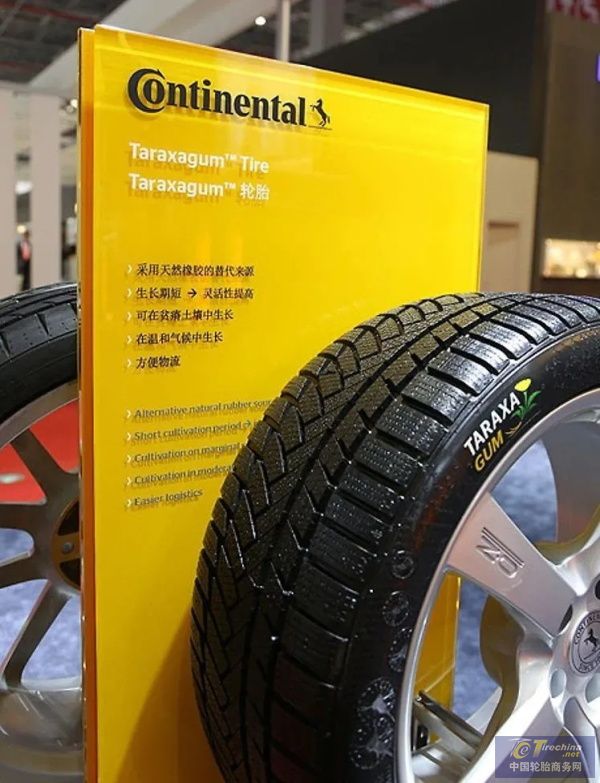 Continental
Taraxagum™ Tire
Taraxagum™ 轮胎
› 采用天然橡胶的替代来源
› 生长期短 → 灵活性提高
› 可在贫瘠土壤中生长
› 在温和气候中生长
› 方便物流
› Alternative natural rubber
› Short cultivation period →
› Cultivation on
› Cultivation in
› Easier logistics
TARAXA
GUM
CONTINENTAL
Tirechina
.net
中国轮胎商务网